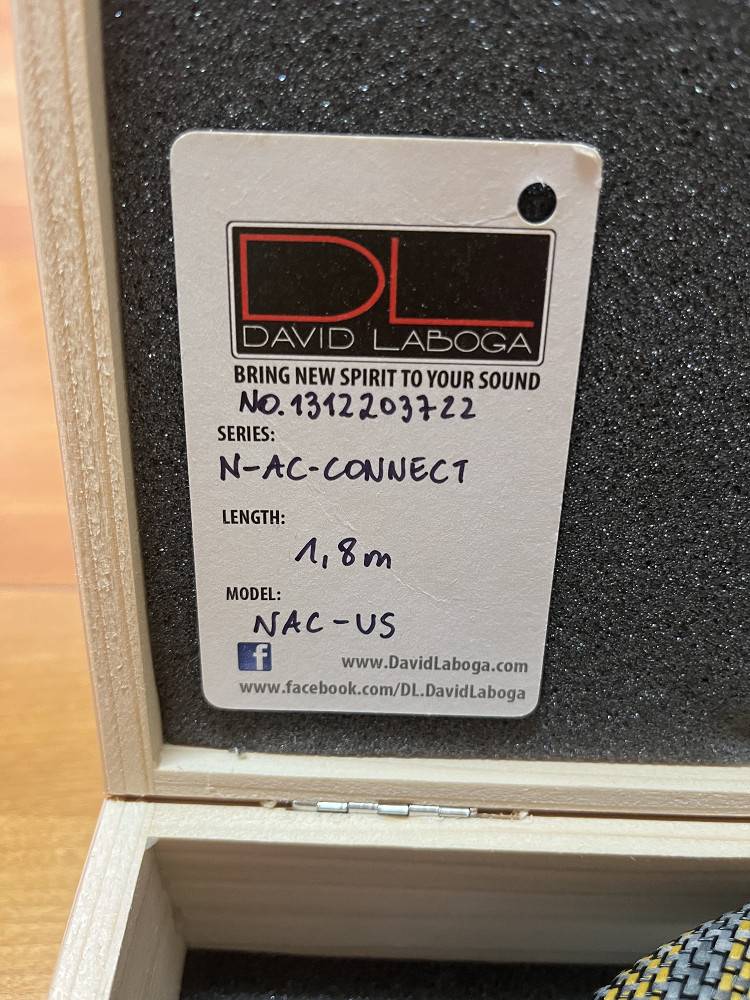 DL
DAVID LABOGA
BRING NEW SPIRIT TO YOUR SOUND
NO.1312203722
SERIES:
N-AC-CONNECT
LENGTH:
1,8m
MODEL:
NAC-US
f
www.DavidLaboga.com
www.facebook.com/DL.DavidLaboga